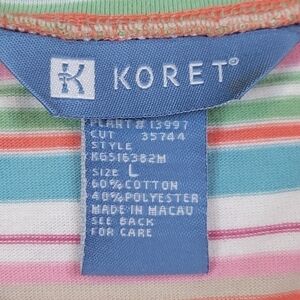 K
KORET®
PLANT# 13997
CUT 35744
STYLE
KGS16382M
SIZE L
60% COTTON
40% POLYESTER
MADE IN MACAU
SEE BACK
FOR CARE